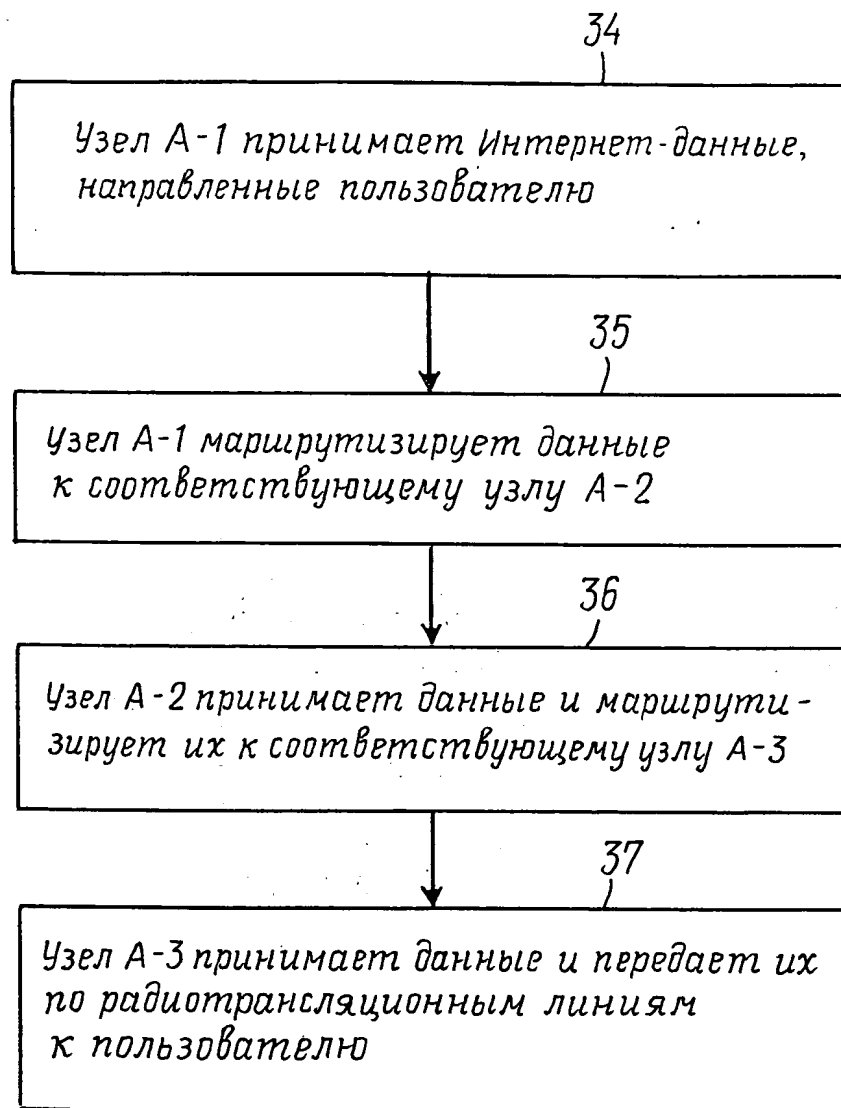 34
Узел А-1 принимает Интернет-данные,
направленные пользователю
35
Узел А-1 маршрутизирует данные
к соответствующему узлу А-2
36
Узел А-2 принимает данные и маршрути-
зирует их к соответствующему узлу А-3
37
Узел А-3 принимает данные и передает их
по радиотрансляционным линиям
к пользователю